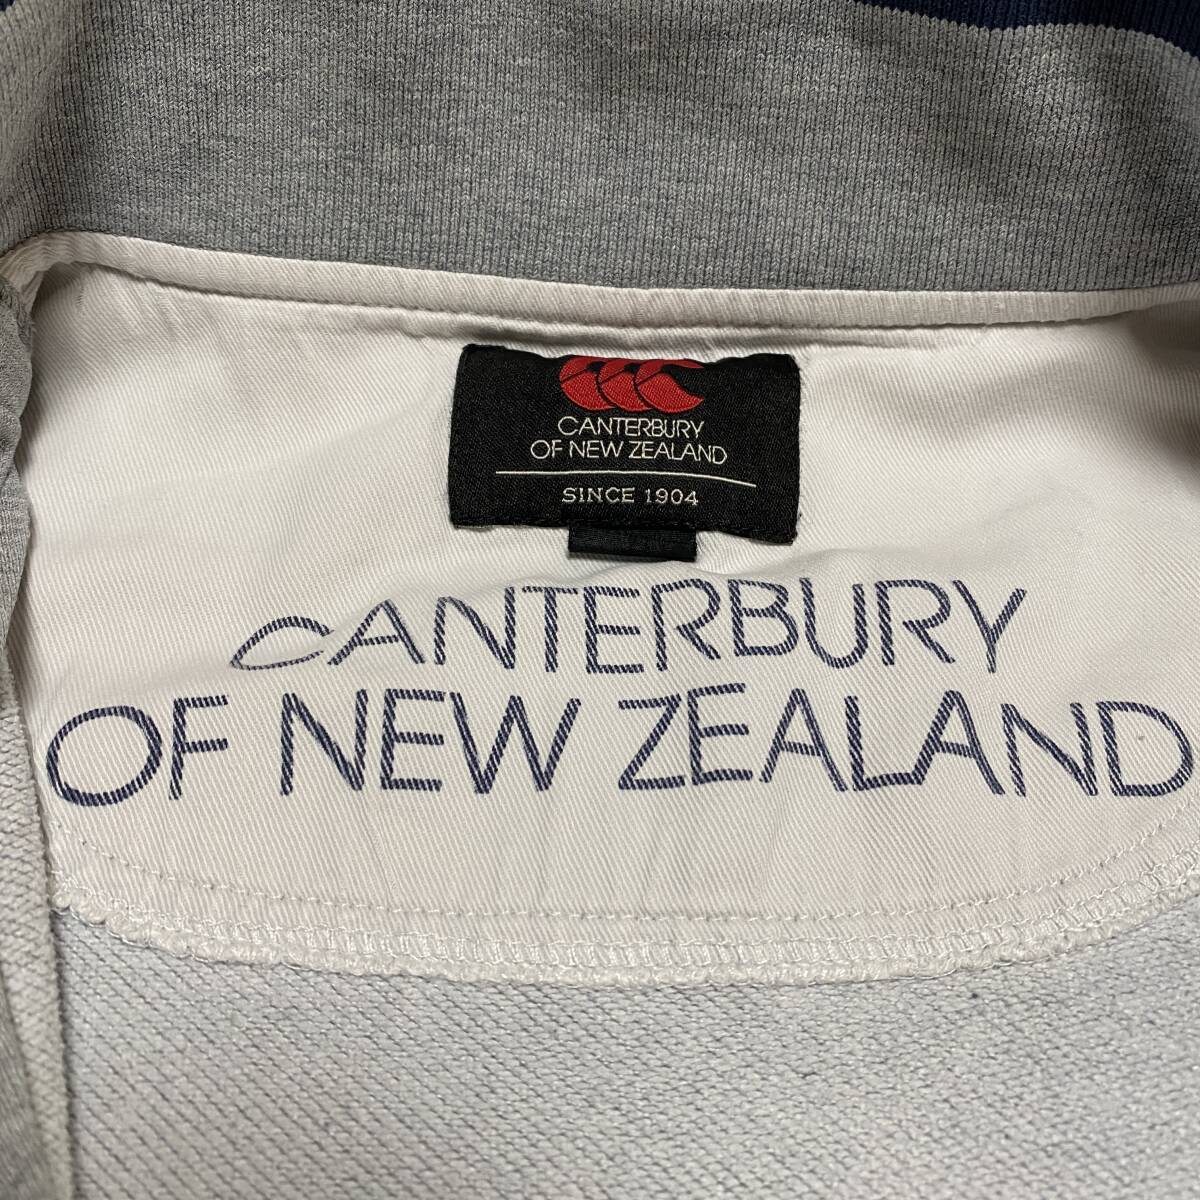 CANTERBURY
OF NEW ZEALAND
SINCE 1904
CANTERBURY
OF NEW ZEALAND